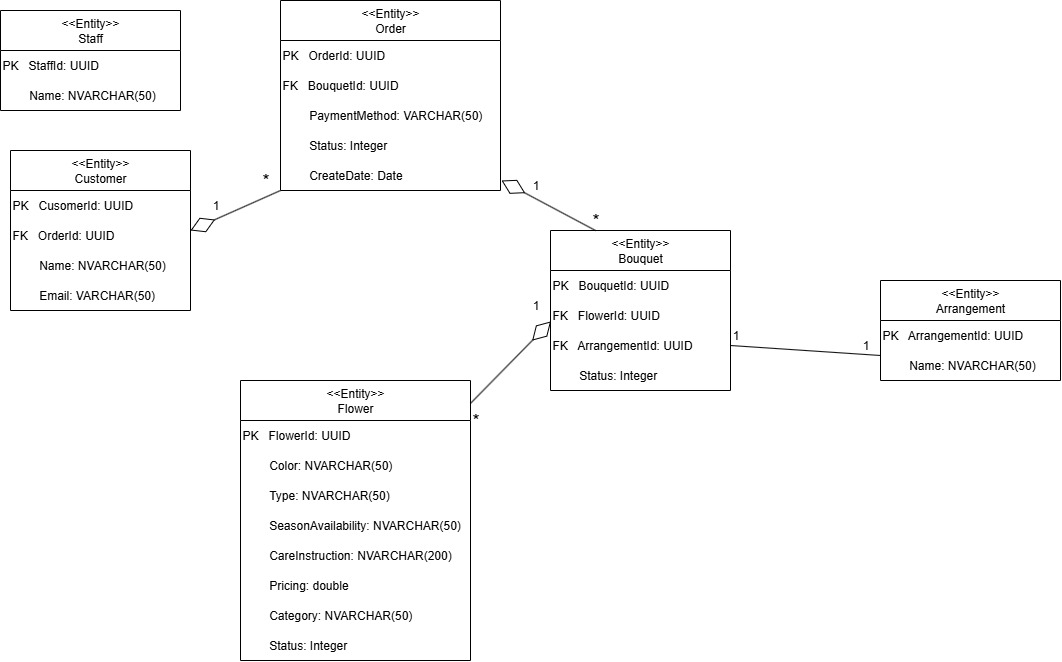 <<Entity>>
Staff
PK StaffId: UUID
Name: NVARCHAR(50)
<<Entity>>
Order
PK OrderId: UUID
FK BouquetId: UUID
PaymentMethod: VARCHAR(50)
Status: Integer
CreateDate: Date
<<Entity>>
Customer
PK CusomerId: UUID
FK OrderId: UUID
Name: NVARCHAR(50)
Email: VARCHAR(50)
1
*
1
*
<<Entity>>
Bouquet
PK BouquetId: UUID
FK FlowerId: UUID
FK ArrangementId: UUID
Status: Integer
1
*
1
1
<<Entity>>
Arrangement
PK ArrangementId: UUID
Name: NVARCHAR(50)
<<Entity>>
Flower
PK FlowerId: UUID
Color: NVARCHAR(50)
Type: NVARCHAR(50)
SeasonAvailability: NVARCHAR(50)
CareInstruction: NVARCHAR(200)
Pricing: double
Category: NVARCHAR(50)
Status: Integer